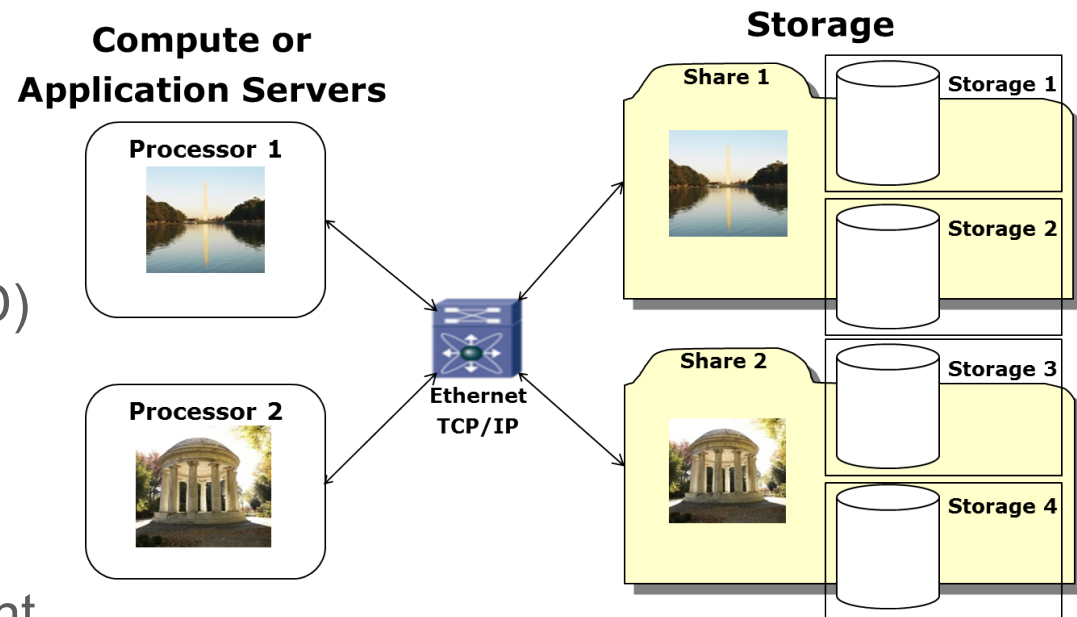 Compute or
Application Servers
Processor 1
Processor 2
Ethernet
TCP/IP
Storage
Share 1
Storage 1
Storage 2
Share 2
Storage 3
Storage 4